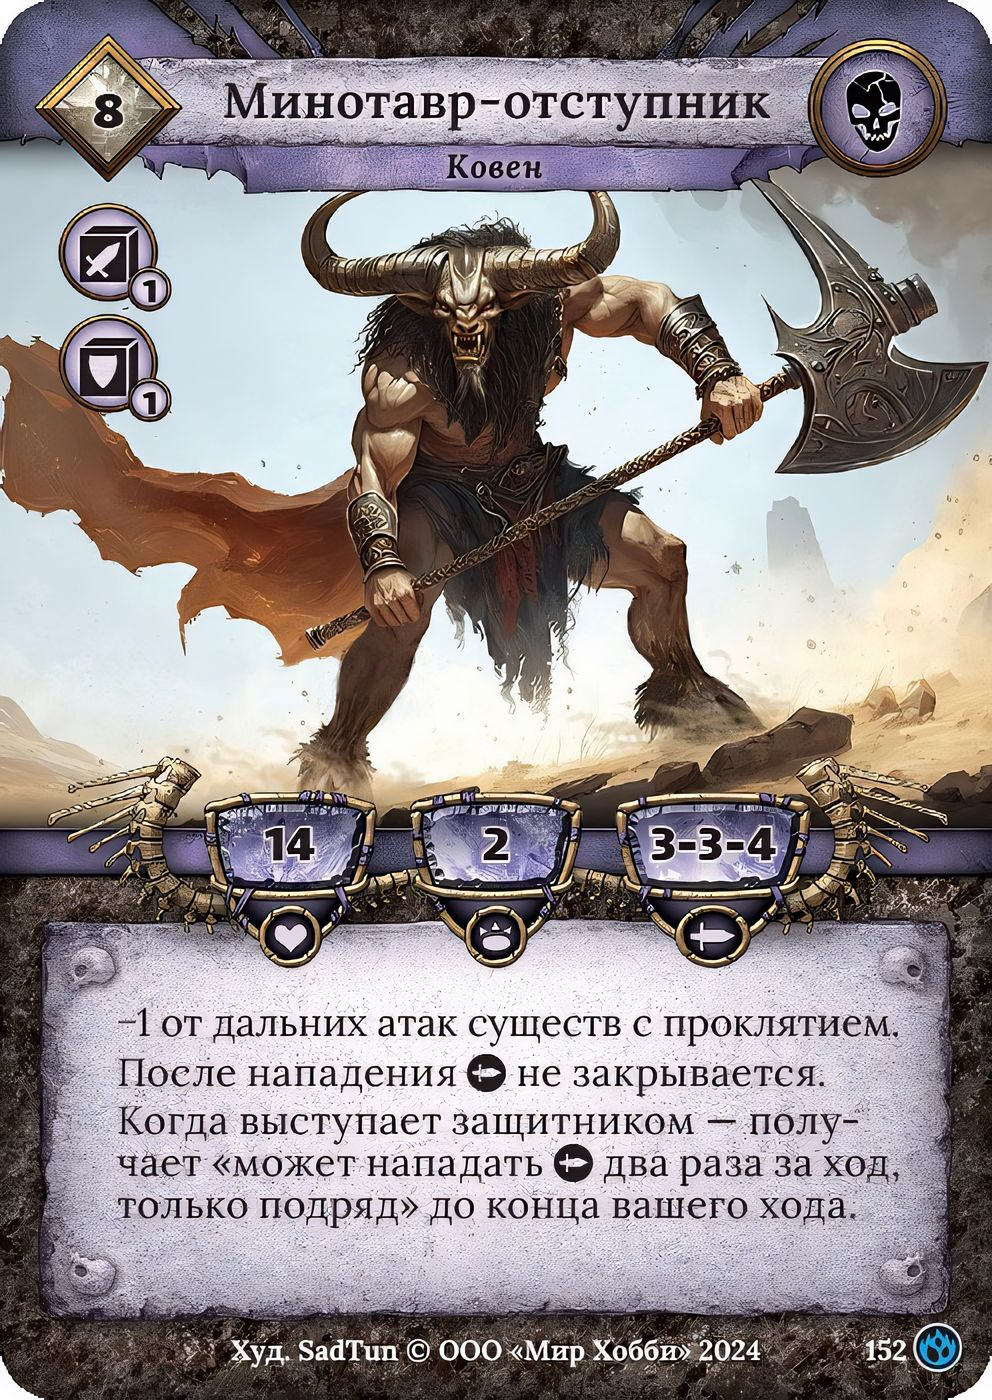 8
Минотавр-отступник
Ковен
1
1
14
2
3-3-4
–1 от дальних атак существ с проклятием.
После нападения не закрывается.
Когда выступает защитником — полу-
чает «может нападать два раза за ход,
только подряд» до конца вашего хода.
Худ. SadTun © ООО «Мир Хобби» 2024
152